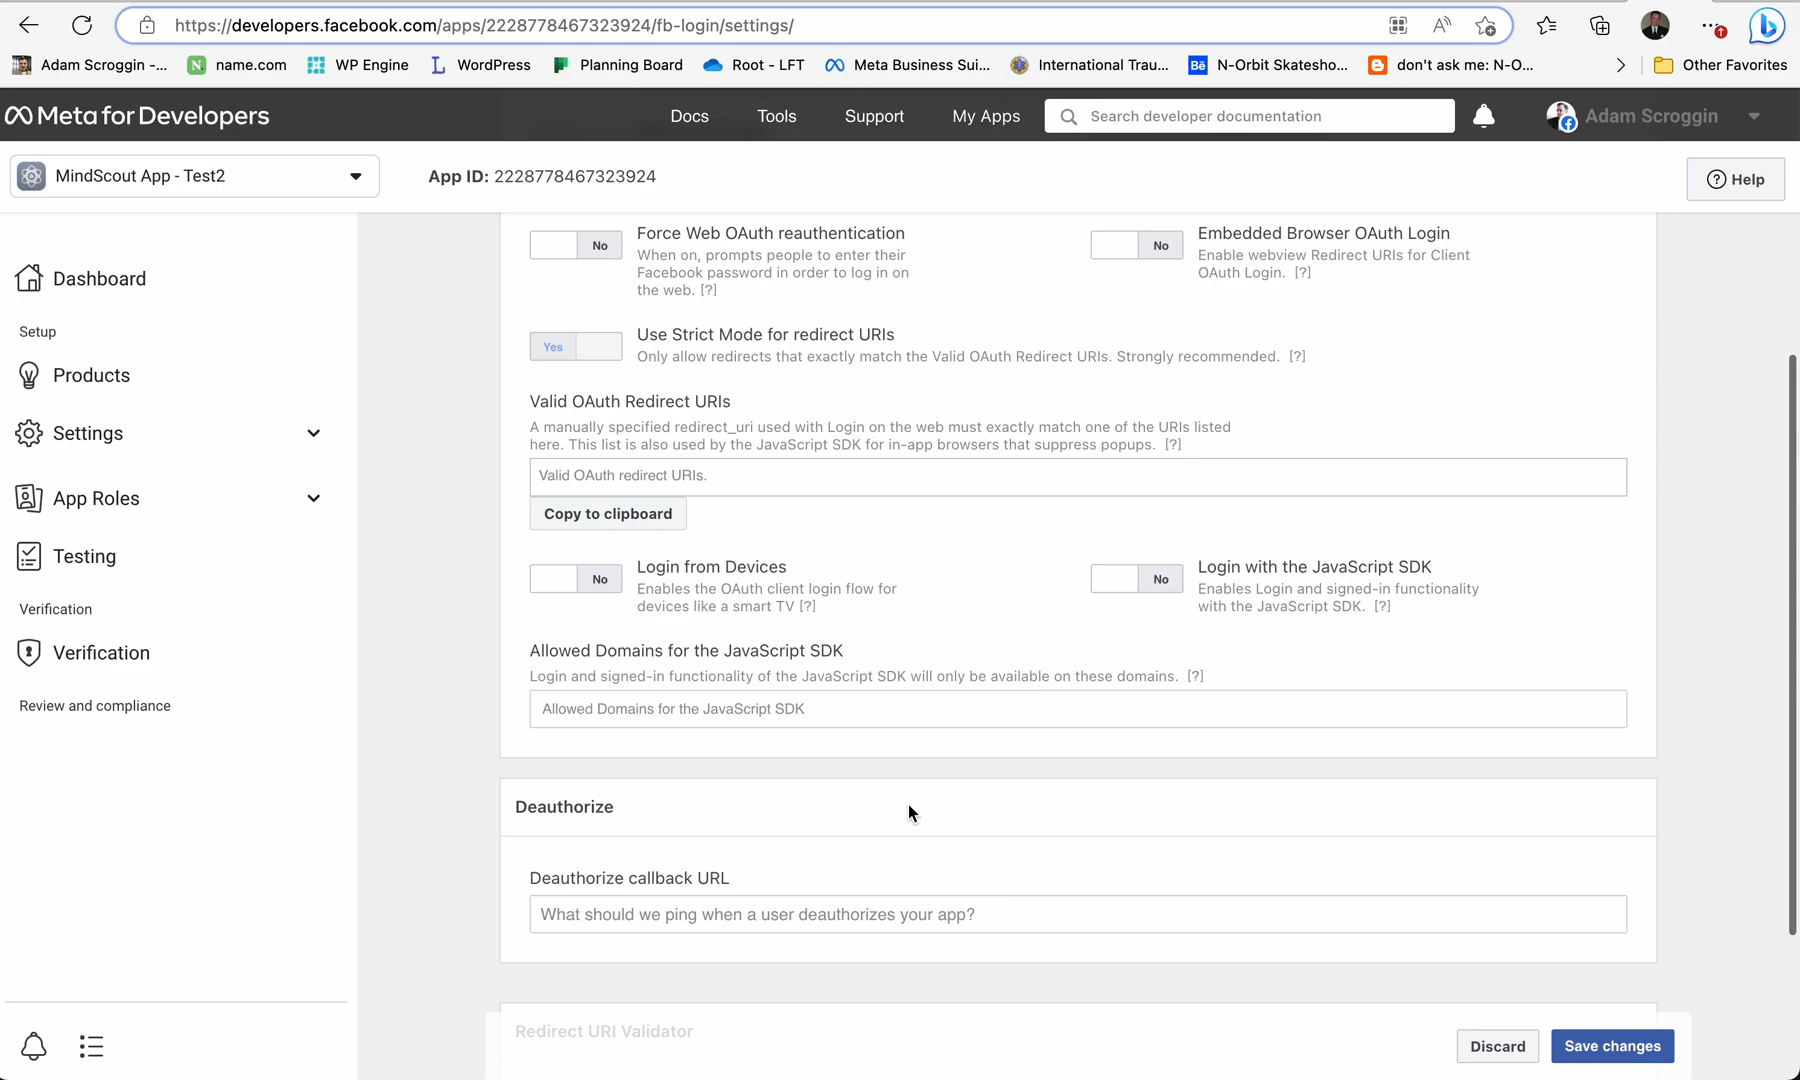 https://developers.facebook.com/apps/2228778467323924/fb-login/settings/
Adam Scroggin -...
name.com
WP Engine
WordPress
Planning Board
Root - LFT
Meta Business Sui...
International Trau...
Bē N-Orbit Skatesho...
don't ask me: N-O...
Other Favorites
Meta for Developers
Docs
Tools
Support
My Apps
Search developer documentation
Adam Scroggin
MindScout App - Test2
App ID: 2228778467323924
Help
Dashboard
Setup
Products
Settings
App Roles
Testing
Verification
Verification
Review and compliance
No
Force Web OAuth reauthentication
When on, prompts people to enter their
Facebook password in order to log in on
the web. [?]
No
Embedded Browser OAuth Login
Enable webview Redirect URIs for Client
OAuth Login. [?]
Yes
Use Strict Mode for redirect URIs
Only allow redirects that exactly match the Valid OAuth Redirect URIs. Strongly recommended. [?]
Valid OAuth Redirect URIs
A manually specified redirect_uri used with Login on the web must exactly match one of the URIs listed
here. This list is also used by the JavaScript SDK for in-app browsers that suppress popups. [?]
Valid OAuth redirect URIs.
Copy to clipboard
No
Login from Devices
Enables the OAuth client login flow for
devices like a smart TV [?]
No
Login with the JavaScript SDK
Enables Login and signed-in functionality
with the JavaScript SDK. [?]
Allowed Domains for the JavaScript SDK
Login and signed-in functionality of the JavaScript SDK will only be available on these domains. [?]
Allowed Domains for the JavaScript SDK
Deauthorize
Deauthorize callback URL
What should we ping when a user deauthorizes your app?
Redirect URI Validator
Discard
Save changes